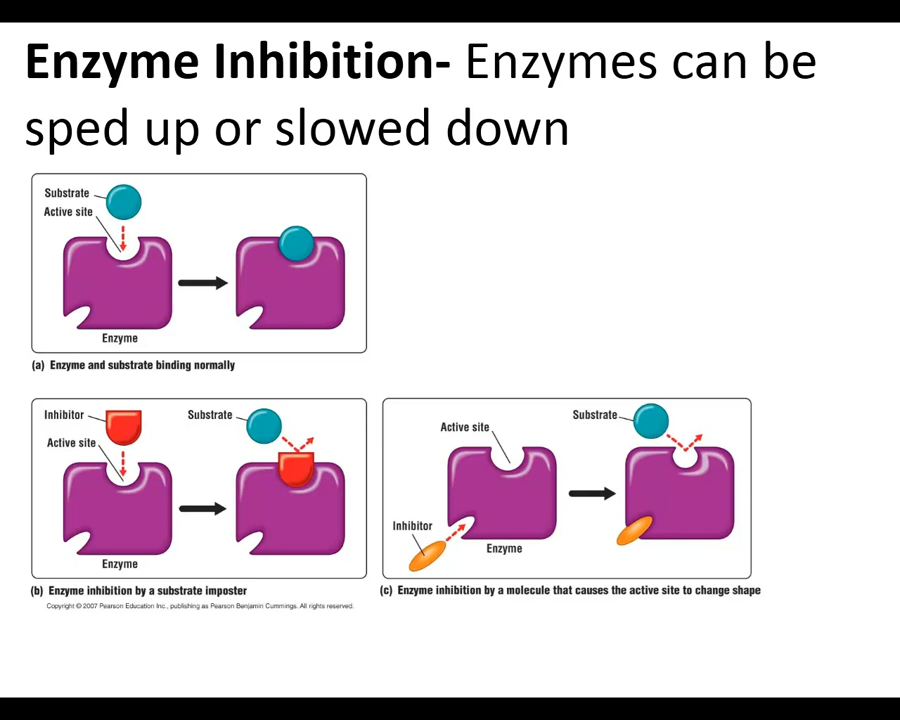 Enzyme Inhibition- Enzymes can be
sped up or slowed down
Substrate
Active site
Enzyme
(a) Enzyme and substrate binding normally
Inhibitor
Substrate
Active site
Enzyme
(b) Enzyme inhibition by a substrate imposter
Copyright © 2007 Pearson Education Inc., publishing as Pearson Benjamin Cummings. All rights reserved.
Substrate
Active site
Inhibitor
Enzyme
(c) Enzyme inhibition by a molecule that causes the active site to change shape